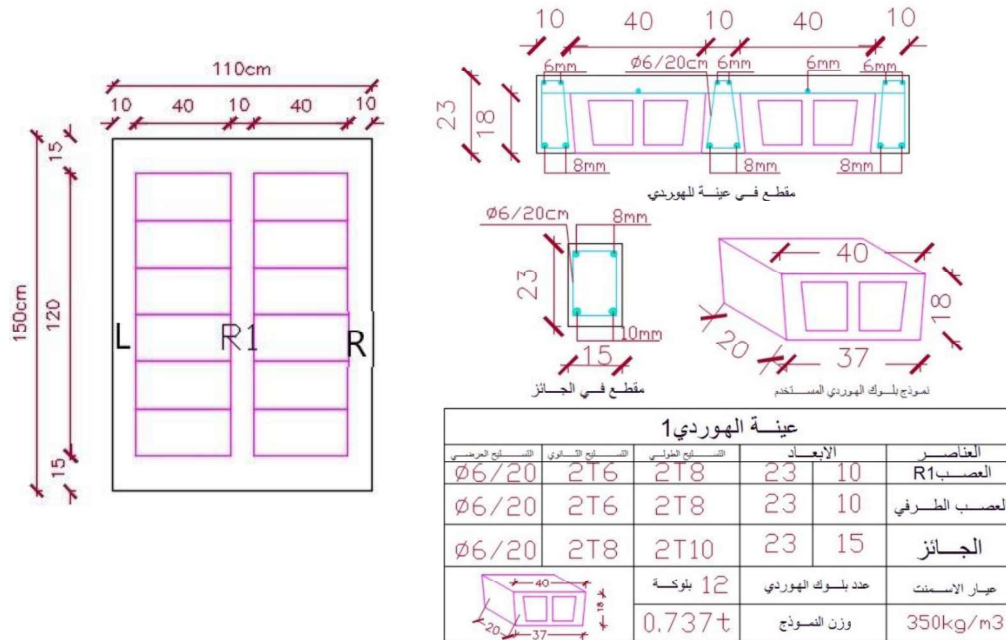 110cm
10 40 10 40 10
15
150cm
120
15
L R1 R
10 40 10 40 10
6mm Ø6/20cm 6mm 6mm 6mm
23
18
8mm 8mm 8mm
مقطع في عينة للهوردي
Ø6/20cm 8mm
23
10mm
15
مقطع في الجائز
40
18
20
37
نموذج بلوك الهوردي المستخدم
عينة الهوردي1
العناصر الابعاد التسليح الطولي التسليح الثانوي التسليح العرضي
العصبR1 10 23 2T8 2T6 Ø6/20
العصب الطرفي 10 23 2T8 2T6 Ø6/20
الجائز 15 23 2T10 2T8 Ø6/20
عيار الاسمنت عدد بلوك الهوردي 12 بلوكة
350kg/m3 وزن النموذج 0.737t
40
18
20
37